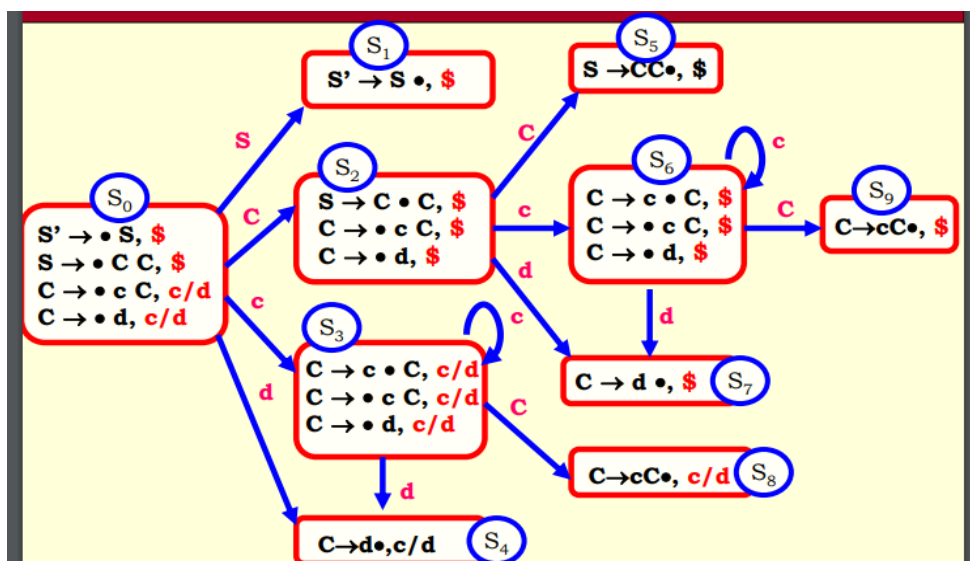 S₀
S' → • S, $
S → • C C, $
C → • c C, c/d
C → • d, c/d
S
C
c
d
S₁
S' → S •, $
S₂
S → C • C, $
C → • c C, $
C → • d, $
C
c
d
S₃
C → c • C, c/d
C → • c C, c/d
C → • d, c/d
c
C
d
C→d•,c/d
S₄
S₅
S →CC•, $
S₆
C → c • C, $
C → • c C, $
C → • d, $
c
C
d
C → d •, $
S₇
C→cC•, c/d
S₈
S₉
C→cC•, $